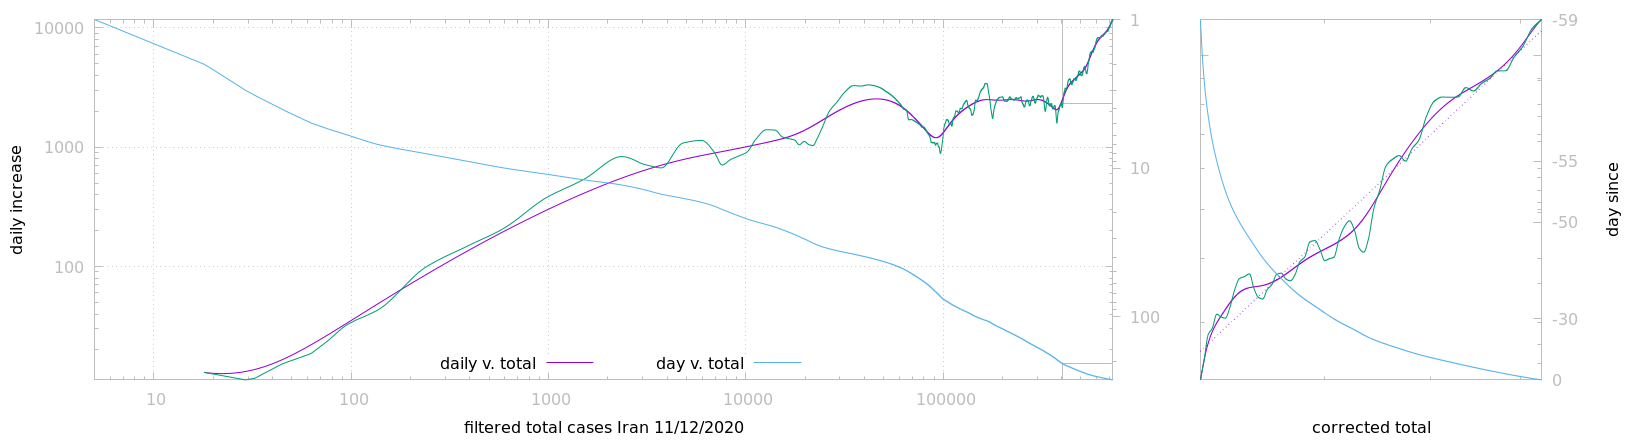 10000
1000
100
daily increase
10
100
1000
10000
100000
filtered total cases Iran 11/12/2020
daily v. total
day v. total
1
10
100
-59
-55
-50
-30
0
day since
corrected total